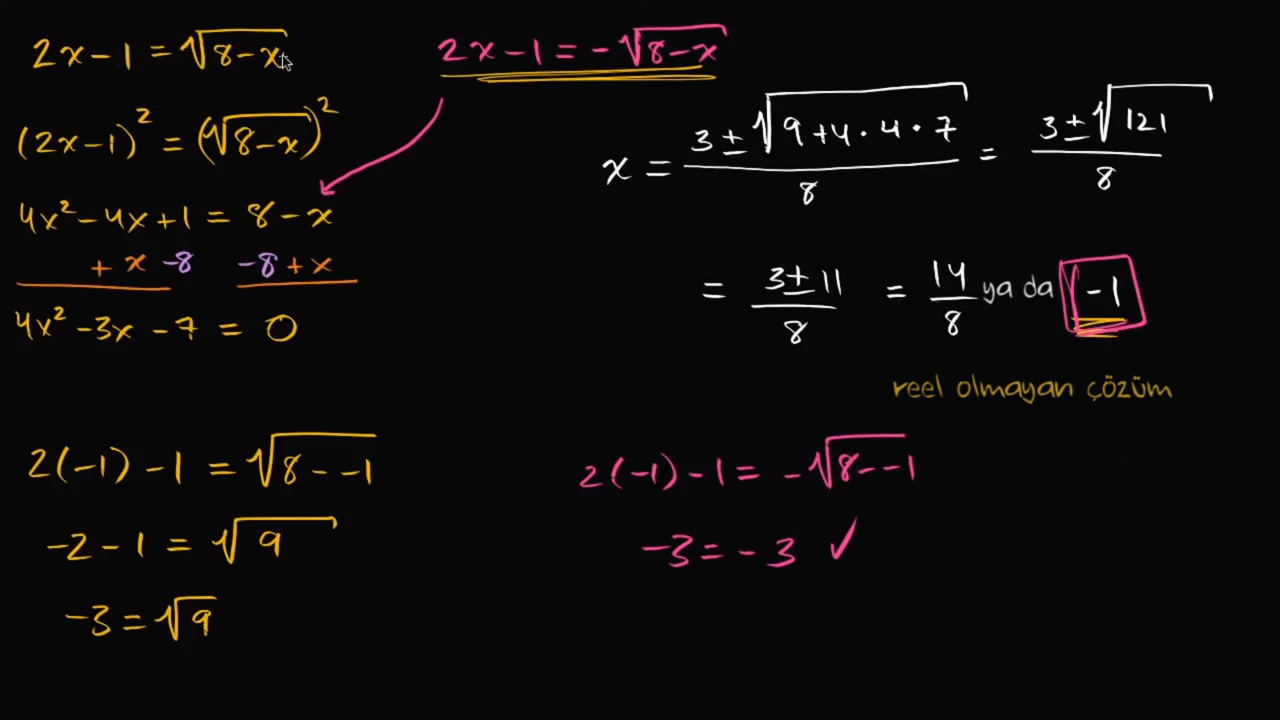 2x - 1 = √(8 - x)
(2x - 1)² = (√(8 - x))²
4x² - 4x + 1 = 8 - x
+ x - 8   - 8 + x
4x² - 3x - 7 = 0
2x - 1 = -√(8 - x)
x = (3 ± √(9 + 4 · 4 · 7))/8 = (3 ± √121)/8
= (3 ± 11)/8 = 14/8 ya da -1
reel olmayan çözüm
2(-1) - 1 = √(8 - -1)
-2 - 1 = √9
-3 = √9
2(-1) - 1 = -√(8 - -1)
-3 = -3 ✓